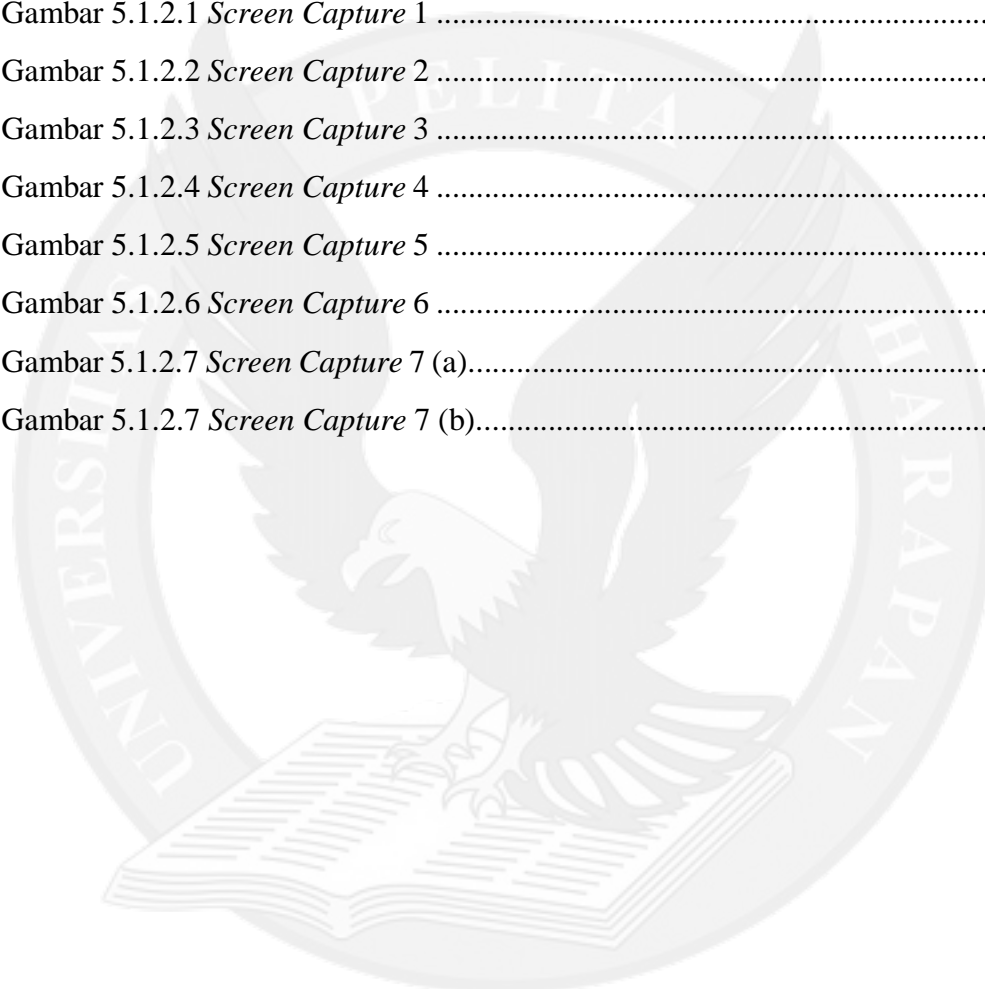 Gambar 5.1.2.1 Screen Capture 1 ....................................................................................
Gambar 5.1.2.2 Screen Capture 2 ....................................................................................
Gambar 5.1.2.3 Screen Capture 3 ....................................................................................
Gambar 5.1.2.4 Screen Capture 4 ....................................................................................
Gambar 5.1.2.5 Screen Capture 5 ....................................................................................
Gambar 5.1.2.6 Screen Capture 6 ....................................................................................
Gambar 5.1.2.7 Screen Capture 7 (a)...............................................................................
Gambar 5.1.2.7 Screen Capture 7 (b)..............................................................................
UNIVERSITAS PELITA HARAPAN